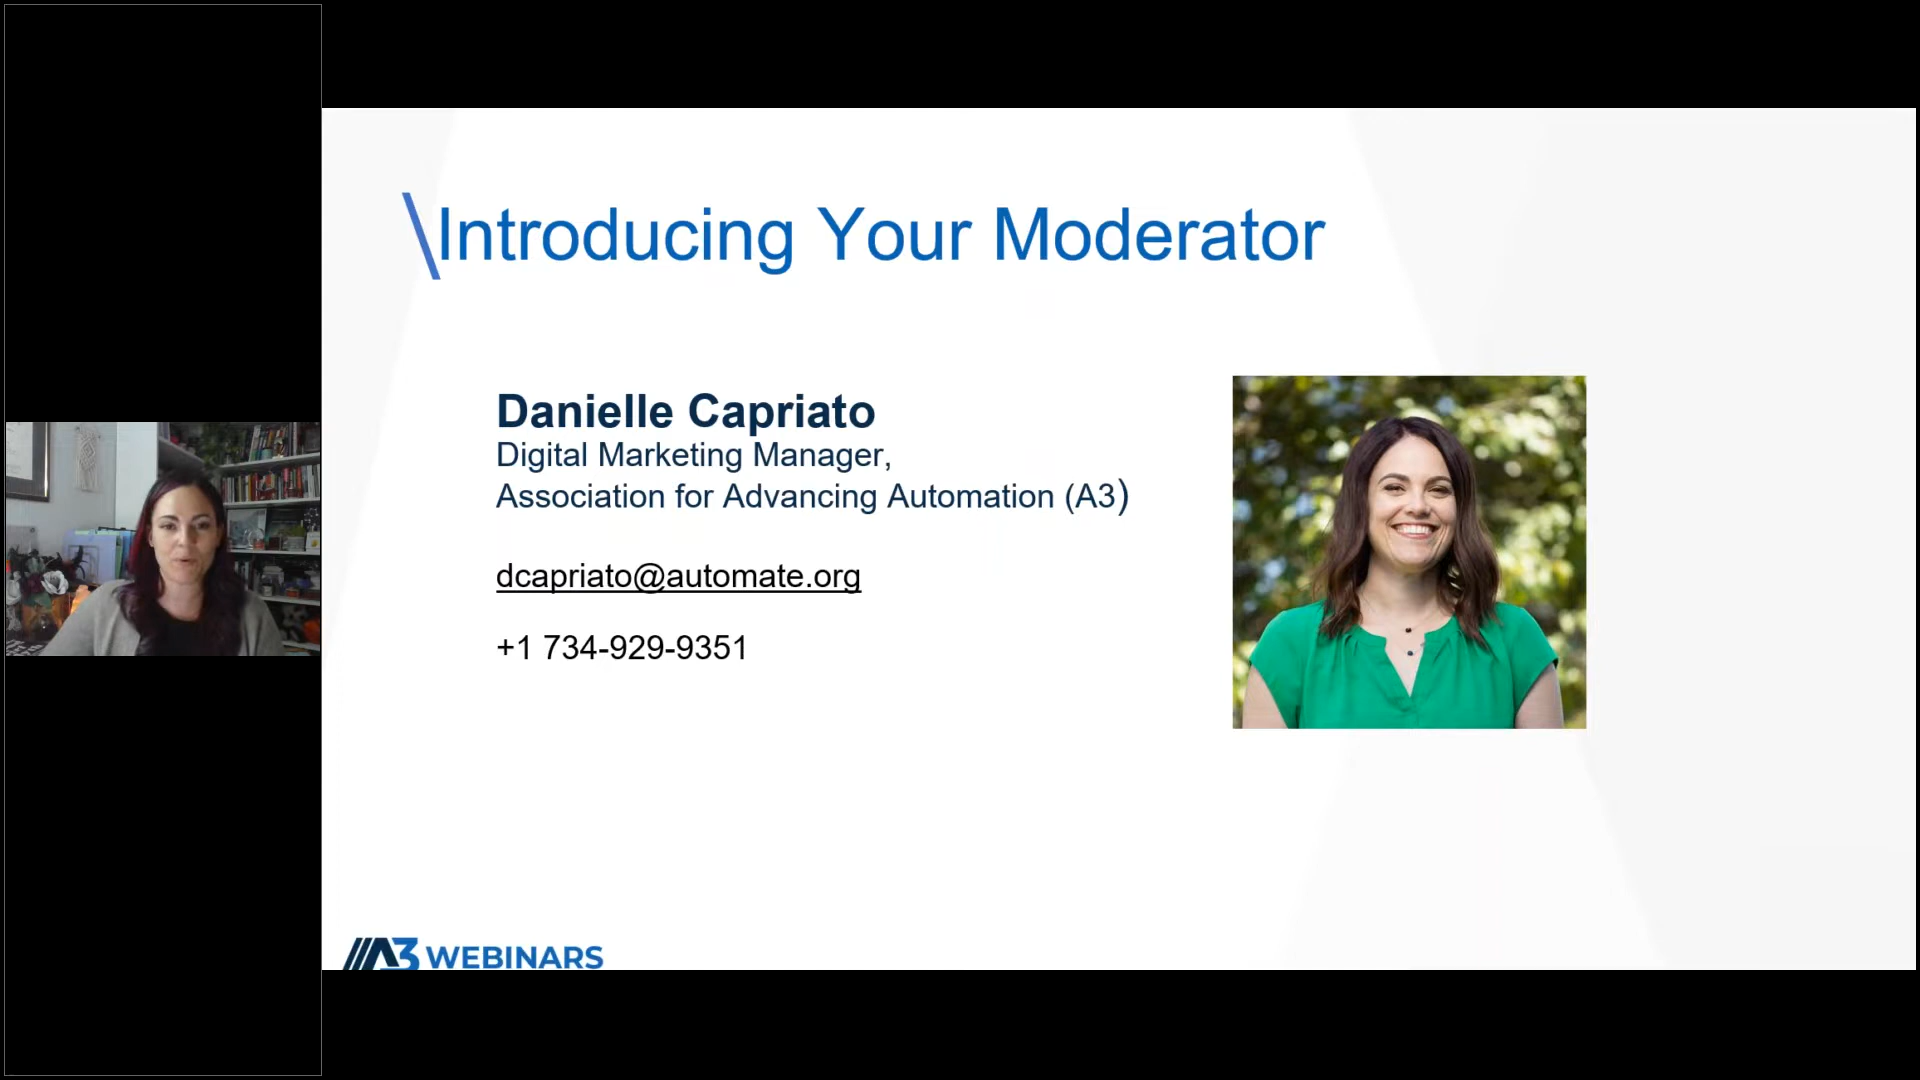 \Introducing Your Moderator
Danielle Capriato
Digital Marketing Manager,
Association for Advancing Automation (A3)
dcapriato@automate.org
+1 734-929-9351
A3 WEBINARS